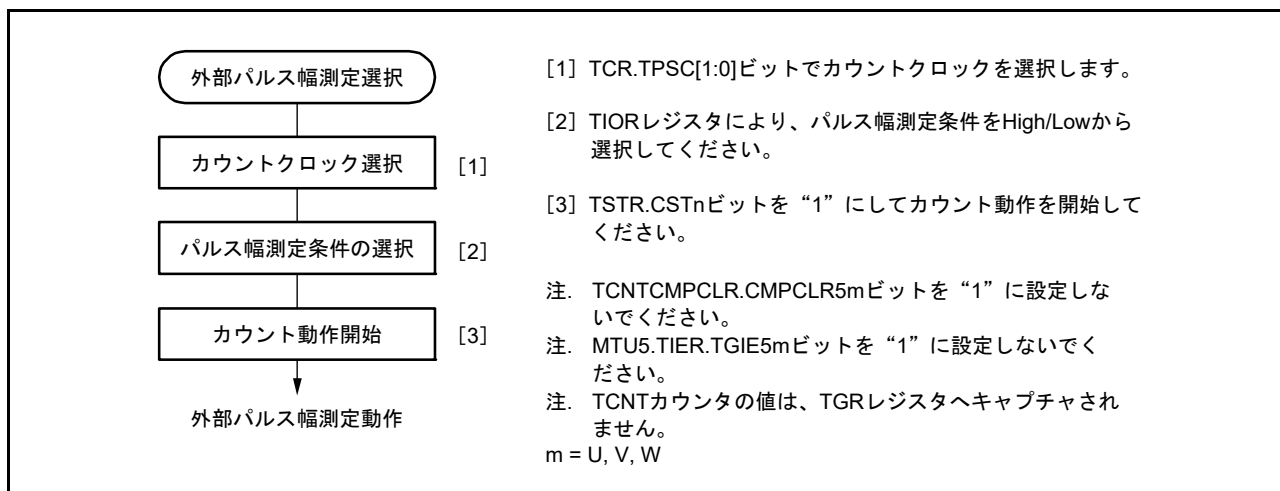 外部パルス幅測定選択
カウントクロック選択 [1]
パルス幅測定条件の選択 [2]
カウント動作開始 [3]
外部パルス幅測定動作
[1] TCR.TPSC[1:0]ビットでカウントクロックを選択します。
[2] TIORレジスタにより、パルス幅測定条件をHigh/Lowから
選択してください。
[3] TSTR.CSTnビットを“1”にしてカウント動作を開始して
ください。
注. TCNTCMPCLR.CMPCLR5mビットを“1”に設定しな
いでください。
注. MTU5.TIER.TGIE5mビットを“1”に設定しないでく
ださい。
注. TCNTカウンタの値は、TGRレジスタへキャプチャされ
ません。
m = U, V, W